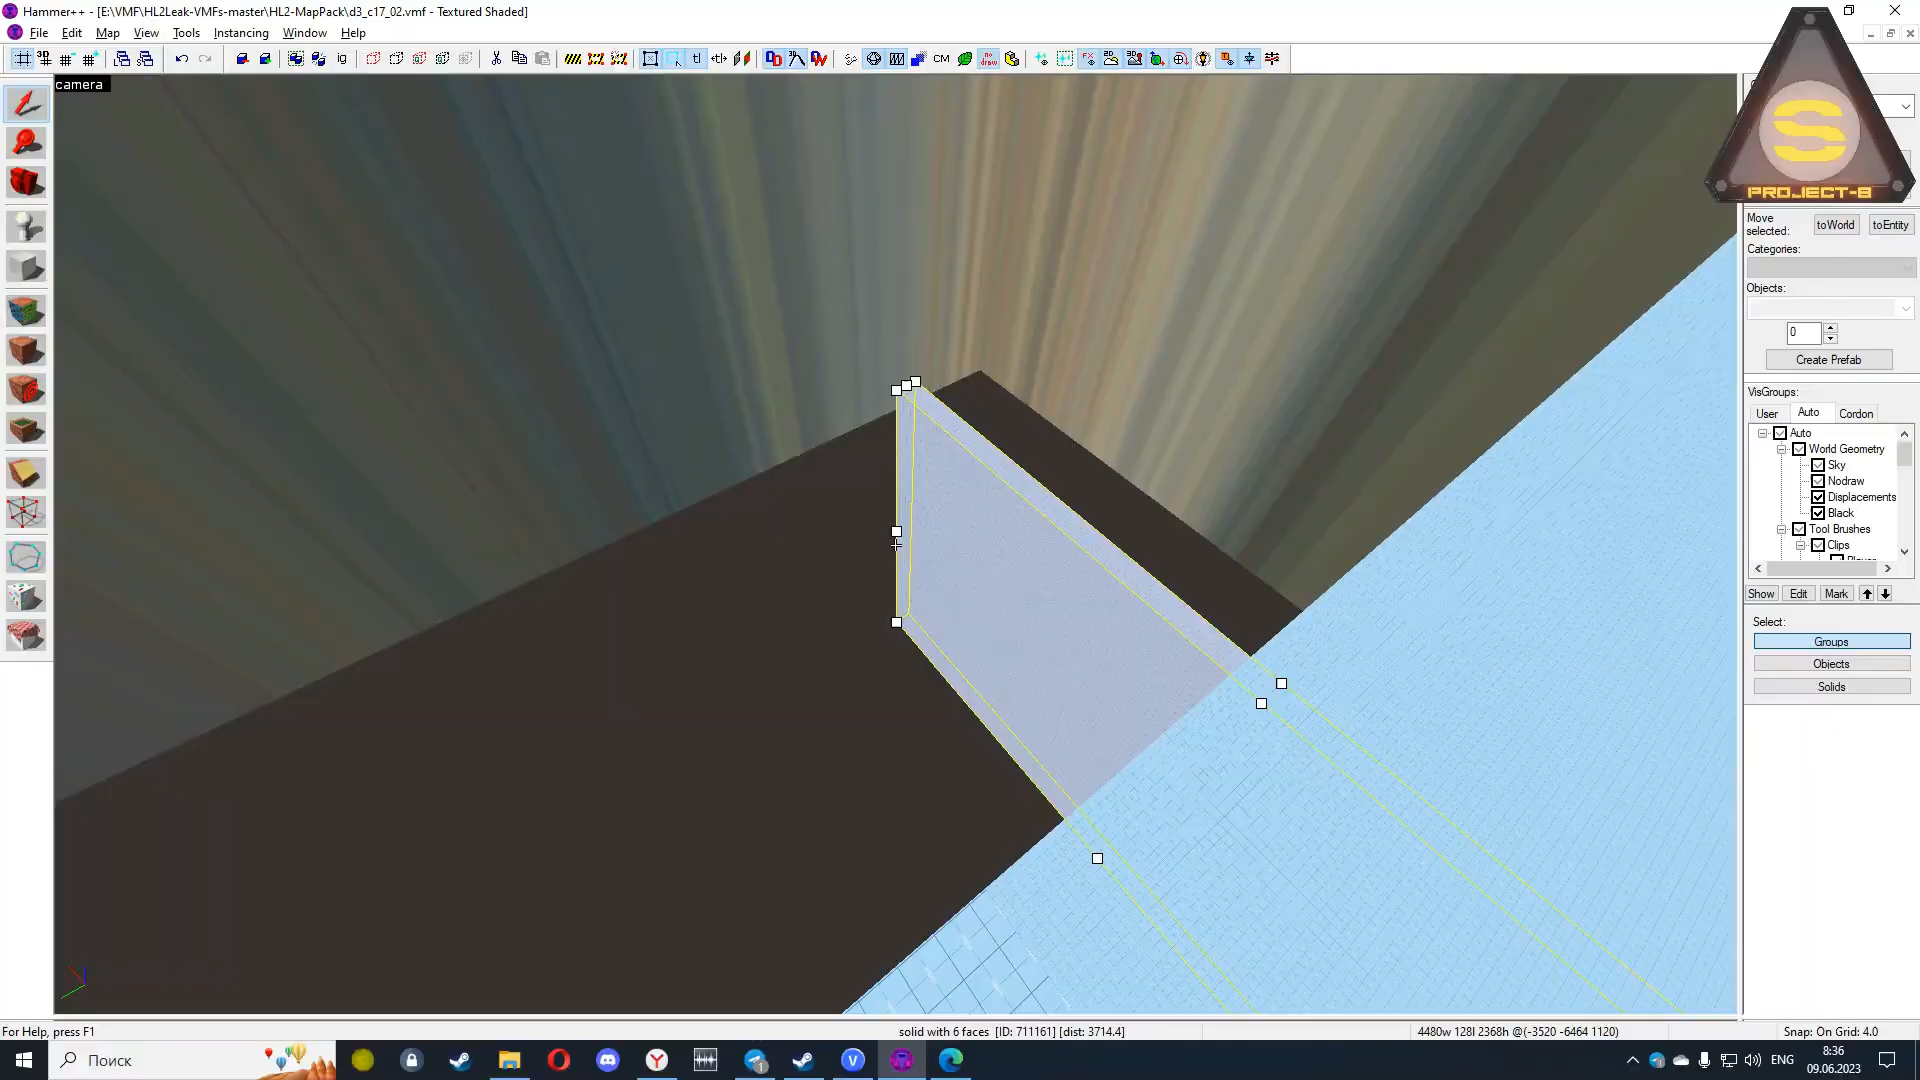 Hammer++ - [E:\VMF\HL2Leak-VMFs-master\HL2-MapPack\d3_c17_02.vmf - Textured Shaded]
File Edit Map View Tools Instancing Window Help
camera
S
PROJECT-8
Move selected:
toWorld
toEntity
Categories:
Objects:
0
Create Prefab
VisGroups:
User Auto Cordon
Auto
World Geometry
Sky
Nodraw
Displacements
Black
Tool Brushes
Clips
Show Edit Mark
Select:
Groups
Objects
Solids
For Help, press F1
solid with 6 faces [ID: 711161] [dist: 3714.4]
4480w 128l 2368h @(-3520 -6464 1120)
Snap: On Grid: 4.0
Поиск
1
ENG
8:36
09.06.2023